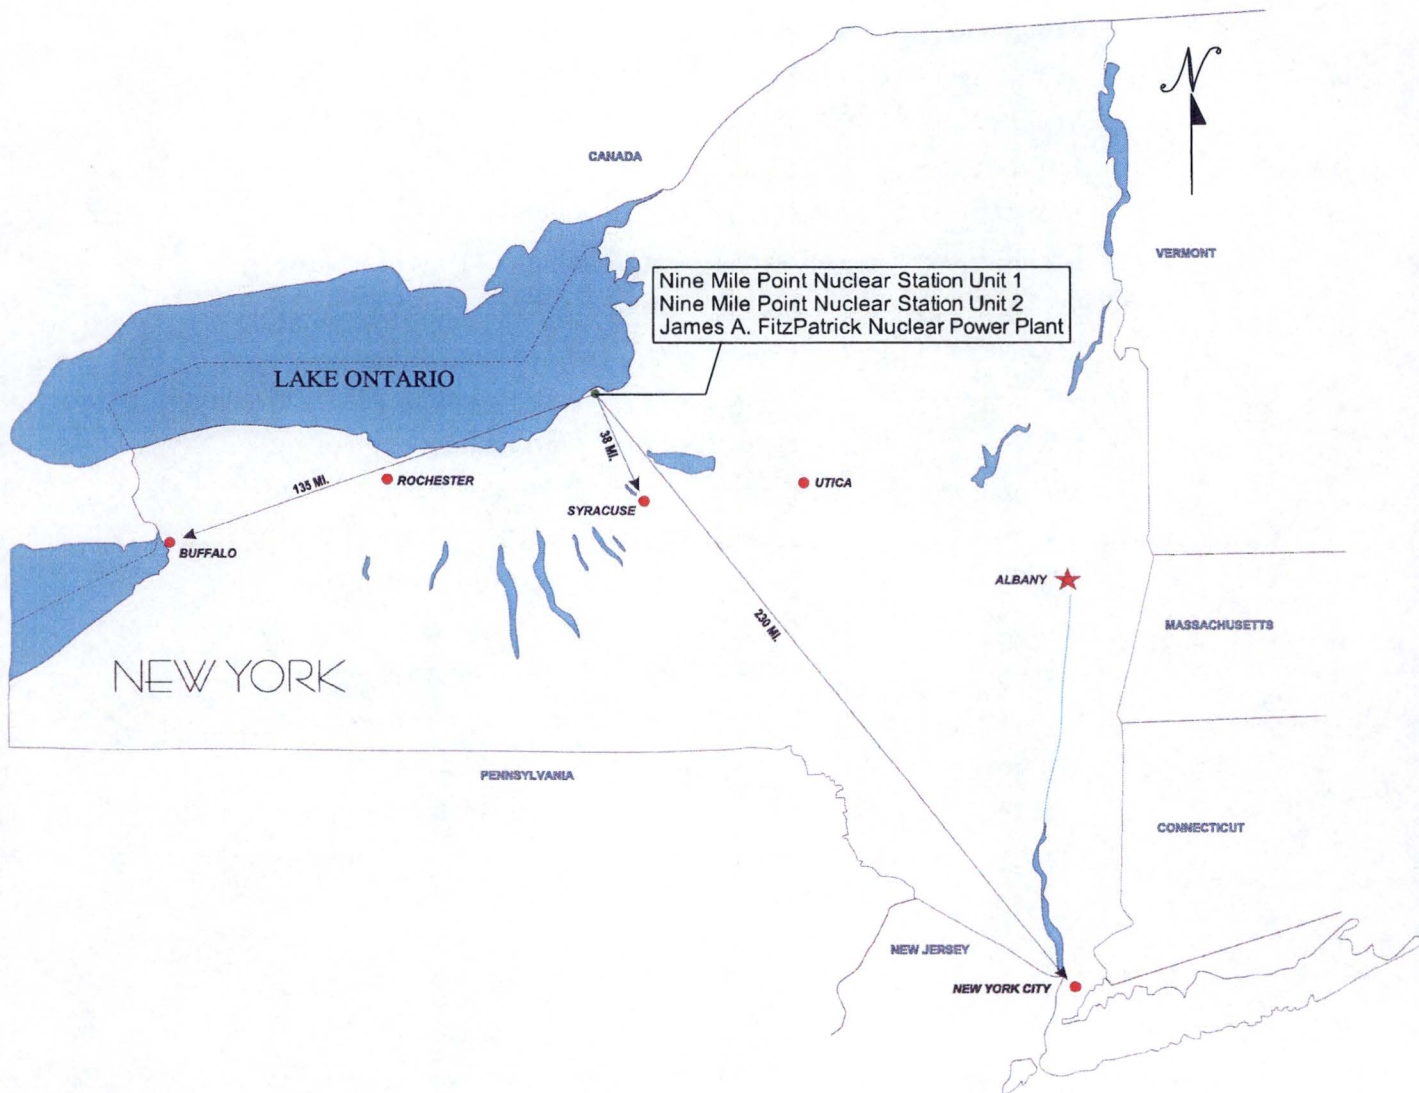 N
CANADA
VERMONT
Nine Mile Point Nuclear Station Unit 1
Nine Mile Point Nuclear Station Unit 2
James A. FitzPatrick Nuclear Power Plant
LAKE ONTARIO
38 MI.
135 MI.
ROCHESTER
UTICA
SYRACUSE
BUFFALO
ALBANY
230 MI.
MASSACHUSETTS
NEW YORK
PENNSYLVANIA
CONNECTICUT
NEW JERSEY
NEW YORK CITY